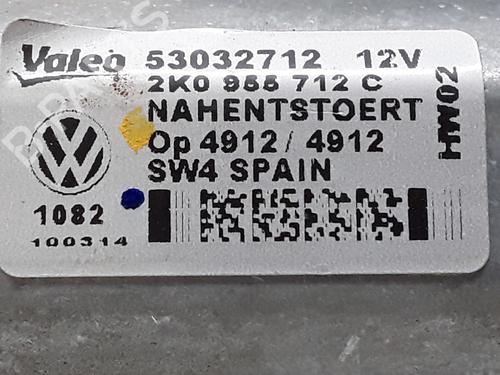 Valeo 53032712 12V
2K0 955 712 C
NAHENTSTOERT
Op 4912 / 4912
SW4 SPAIN
HW02
1082
100314